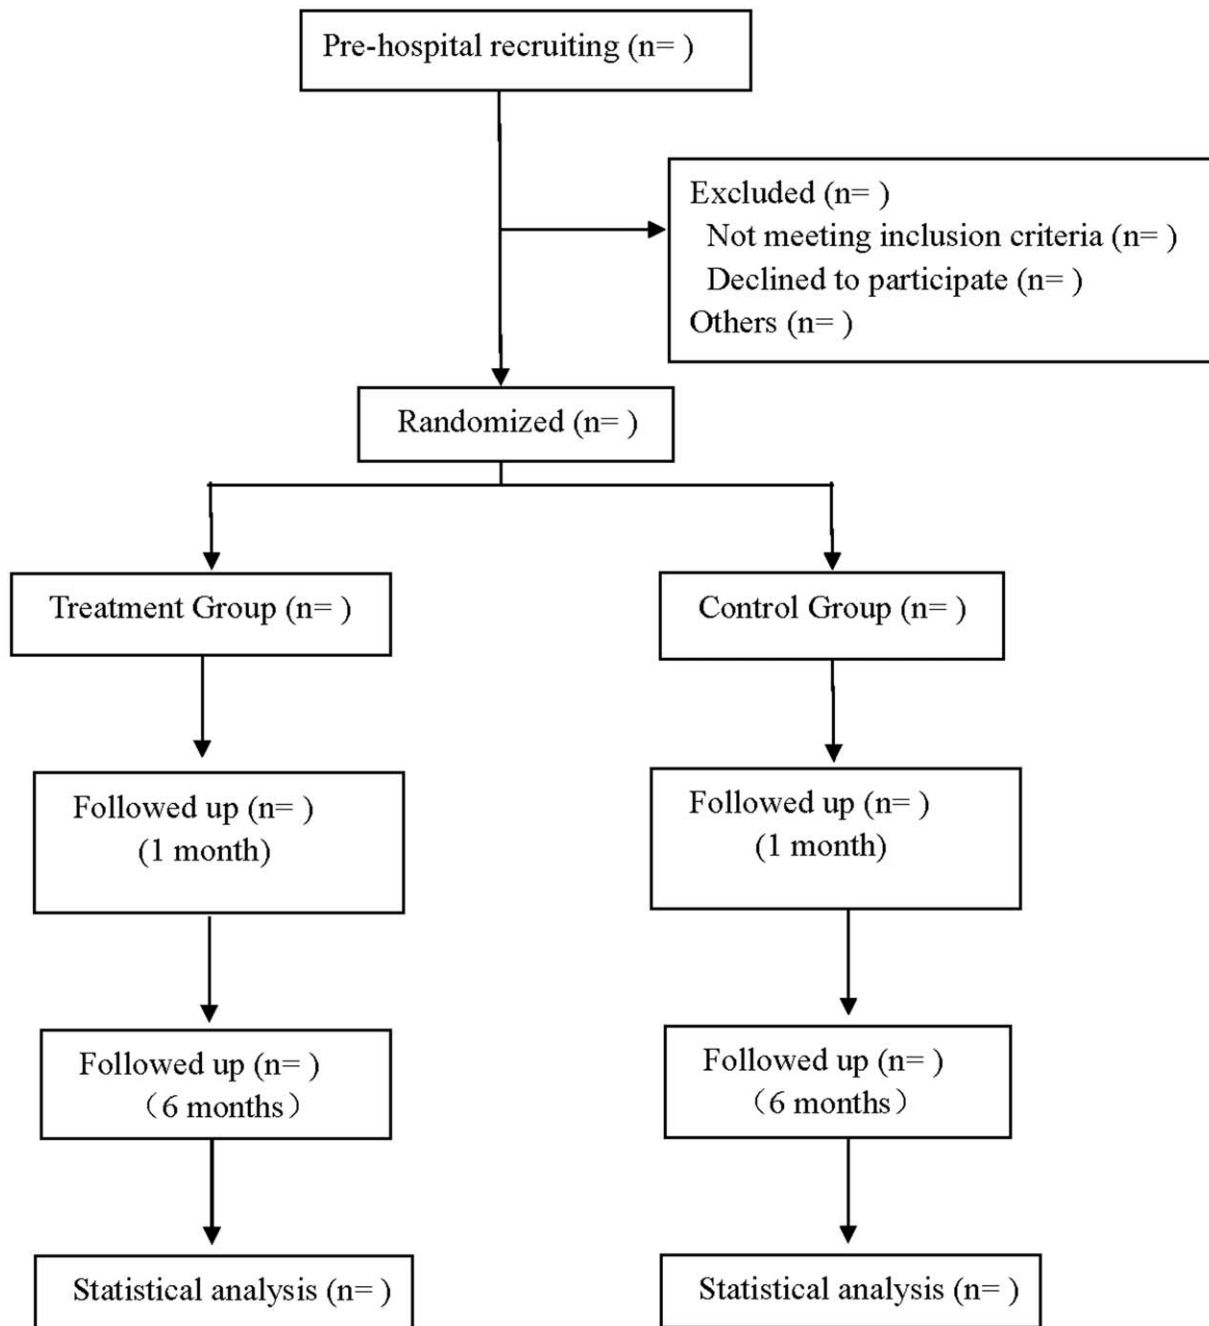 Pre-hospital recruiting (n= )
Excluded (n= )
Not meeting inclusion criteria (n= )
Declined to participate (n= )
Others (n= )
Randomized (n= )
Treatment Group (n= )
Control Group (n= )
Followed up (n= )
(1 month)
Followed up (n= )
(1 month)
Followed up (n= )
（6 months）
Followed up (n= )
（6 months）
Statistical analysis (n= )
Statistical analysis (n= )